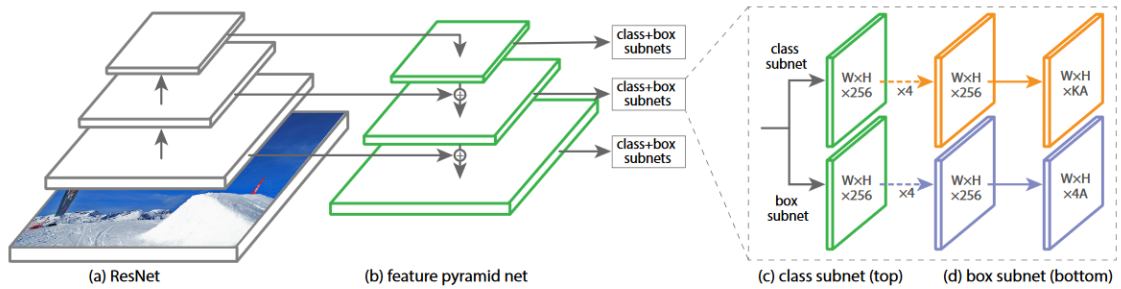 class+box
subnets
class+box
subnets
class+box
subnets
class
subnet
W×H
×256
×4
W×H
×256
W×H
×KA
box
subnet
W×H
×256
×4
W×H
×256
W×H
×4A
(a) ResNet
(b) feature pyramid net
(c) class subnet (top)
(d) box subnet (bottom)